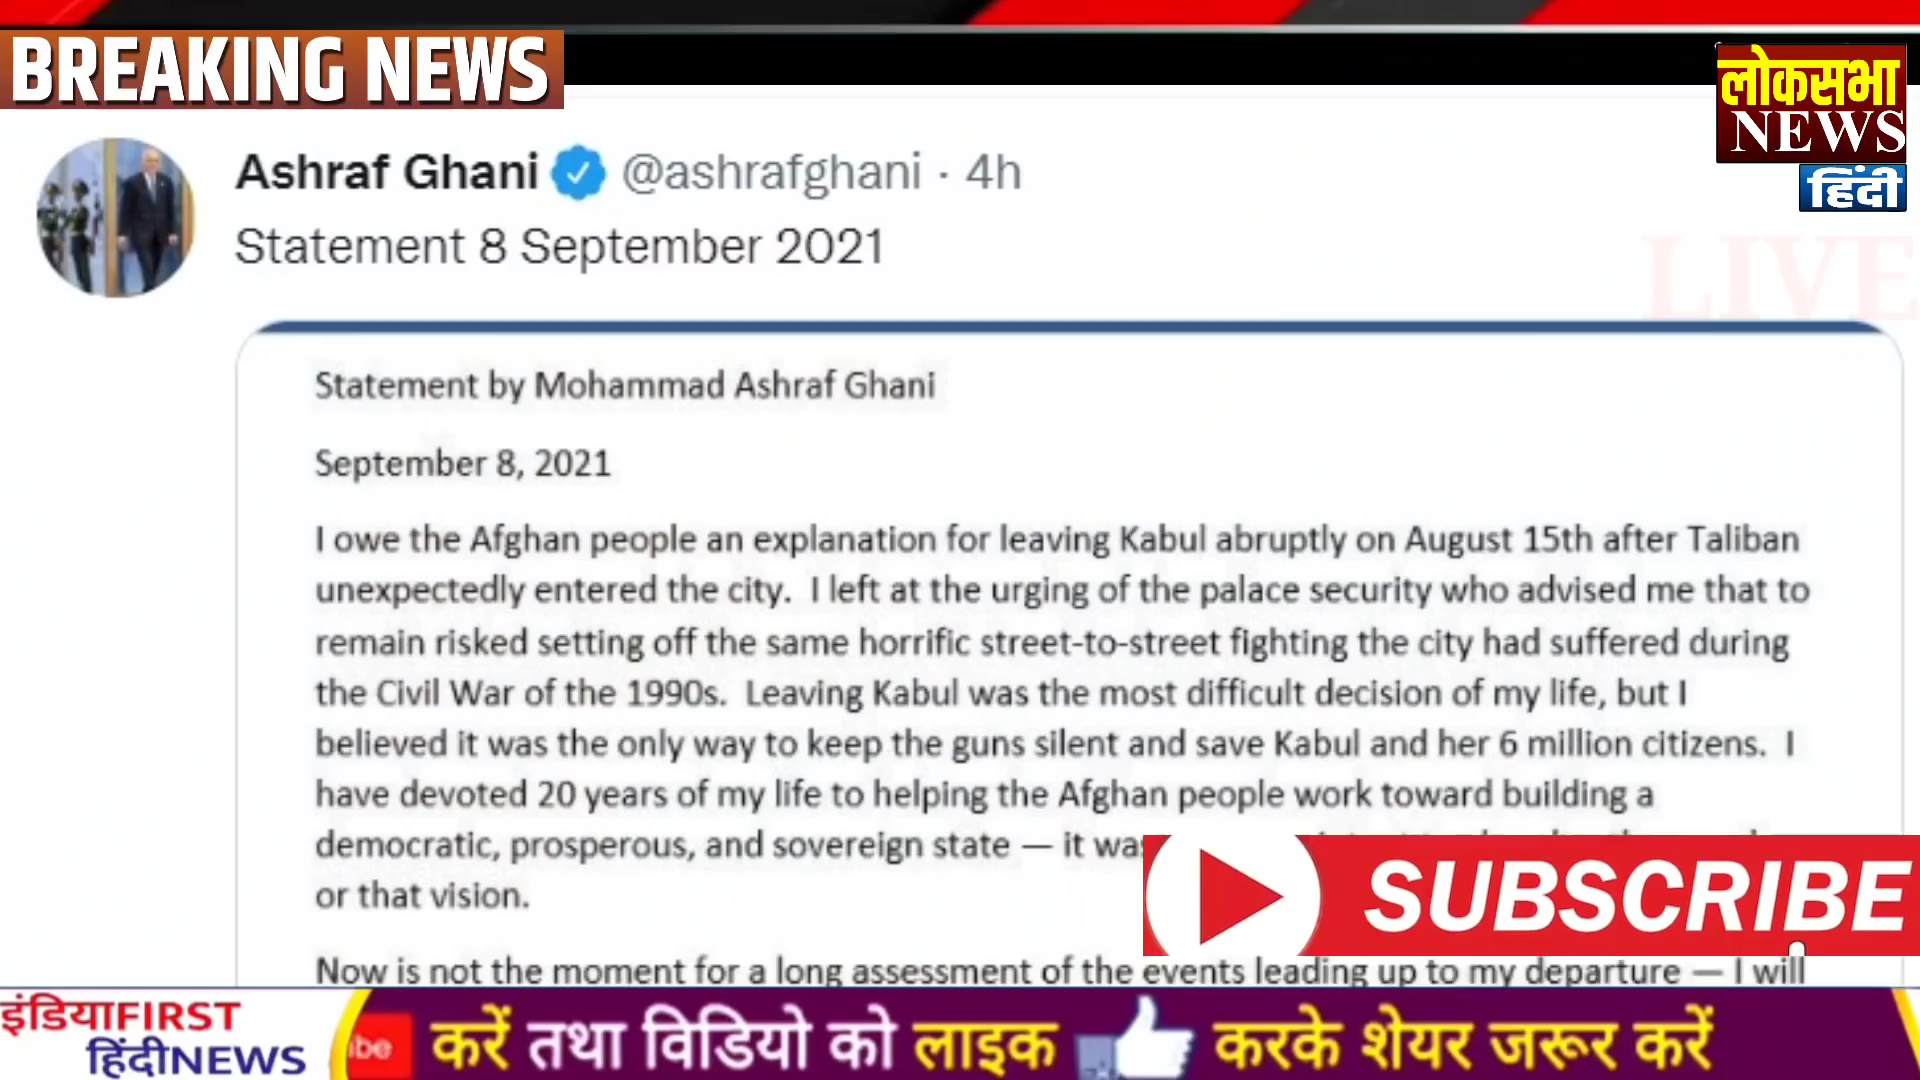 BREAKING NEWS
लोकसभा
NEWS
हिंदी
LIVE
Ashraf Ghani @ashrafghani · 4h
Statement 8 September 2021
Statement by Mohammad Ashraf Ghani
September 8, 2021
I owe the Afghan people an explanation for leaving Kabul abruptly on August 15th after Taliban
unexpectedly entered the city. I left at the urging of the palace security who advised me that to
remain risked setting off the same horrific street-to-street fighting the city had suffered during
the Civil War of the 1990s. Leaving Kabul was the most difficult decision of my life, but I
believed it was the only way to keep the guns silent and save Kabul and her 6 million citizens. I
have devoted 20 years of my life to helping the Afghan people work toward building a
democratic, prosperous, and sovereign state — it was
or that vision.
SUBSCRIBE
Now is not the moment for a long assessment of the events leading up to my departure — I will
इंडियाFIRST
हिंदीNEWS
ibe करें तथा विडियो को लाइक करके शेयर जरूर करें